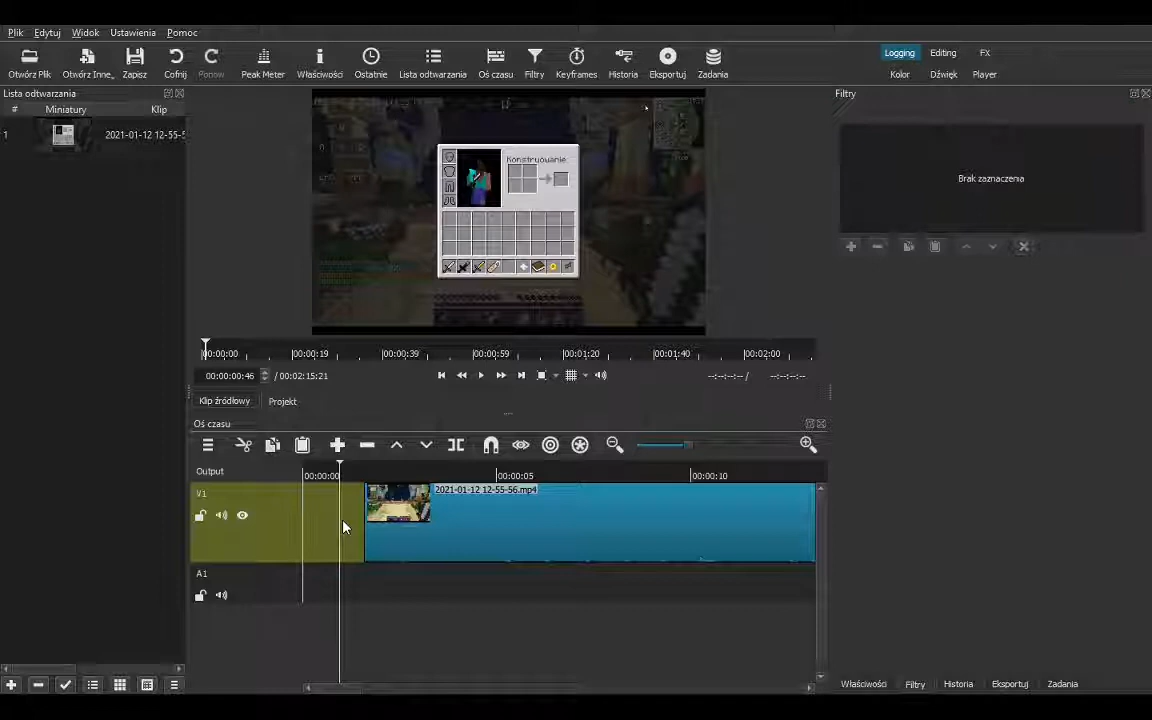 Plik Edytuj Widok Ustawienia Pomoc
Otwórz Plik Otwórz Inne,, Zapisz Cofnij Ponow Peak Meter Właściwości Ostatnie Lista odtwarzania Oś czasu Filtry Keyframes Historia Eksportuj Zadania
Logging Editing FX
Kolor Dźwięk Player
Lista odtwarzania
# Miniatury Klip
1 2021-01-12 12-55-5
Konstruowanie
Filtry
Brak zaznaczenia
00:00:00 00:00:19 00:00:39 00:00:59 00:01:20 00:01:40 00:02:00
00:00:00:46 / 00:02:15:21 --:--:--:-- / --:--:--:--
Klip źródłowy Projekt
Oś czasu
Output 00:00:00 00:00:05 00:00:10
V1
2021-01-12 12-55-56.mp4
A1
Właściwości Filtry Historia Eksportuj Zadania